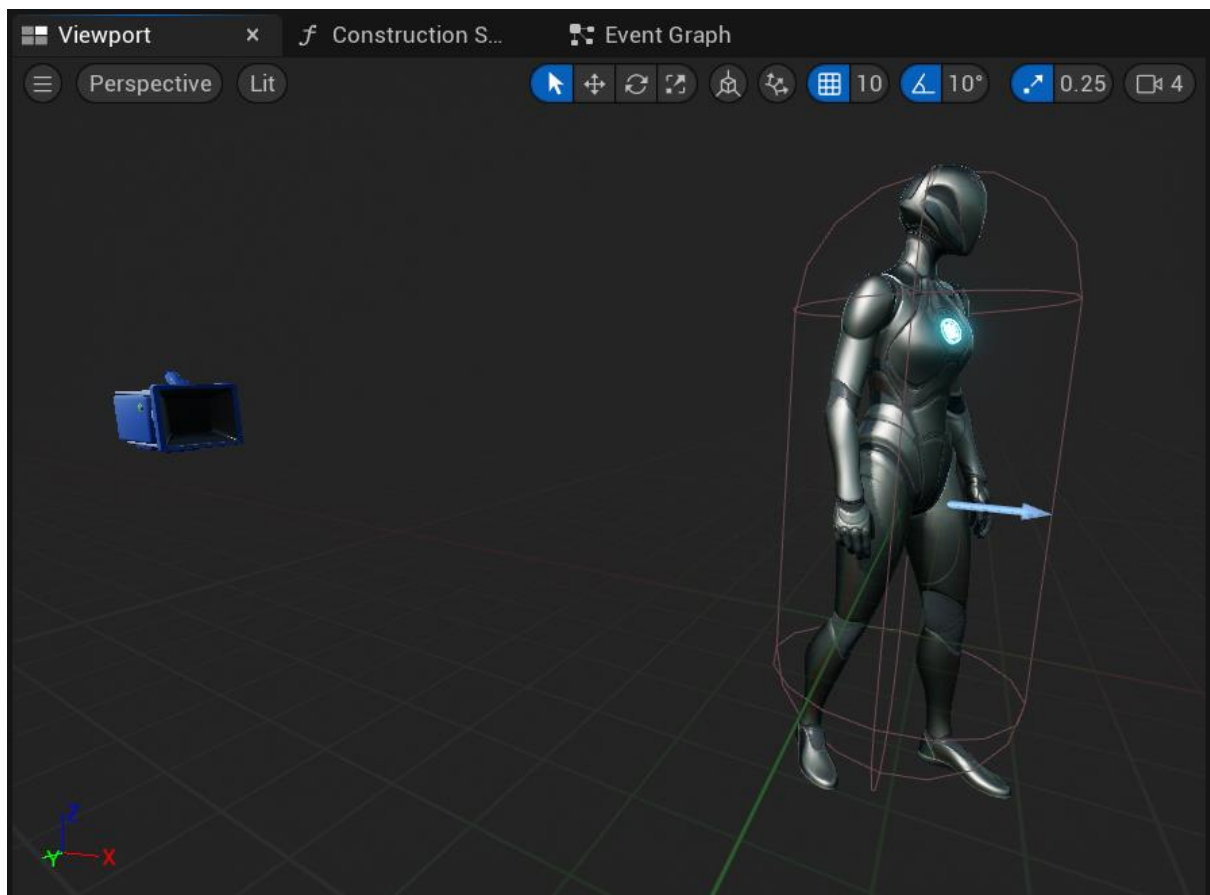 Viewport × f Construction S... Event Graph
Perspective Lit 10 10° 0.25 4
Z
Y X